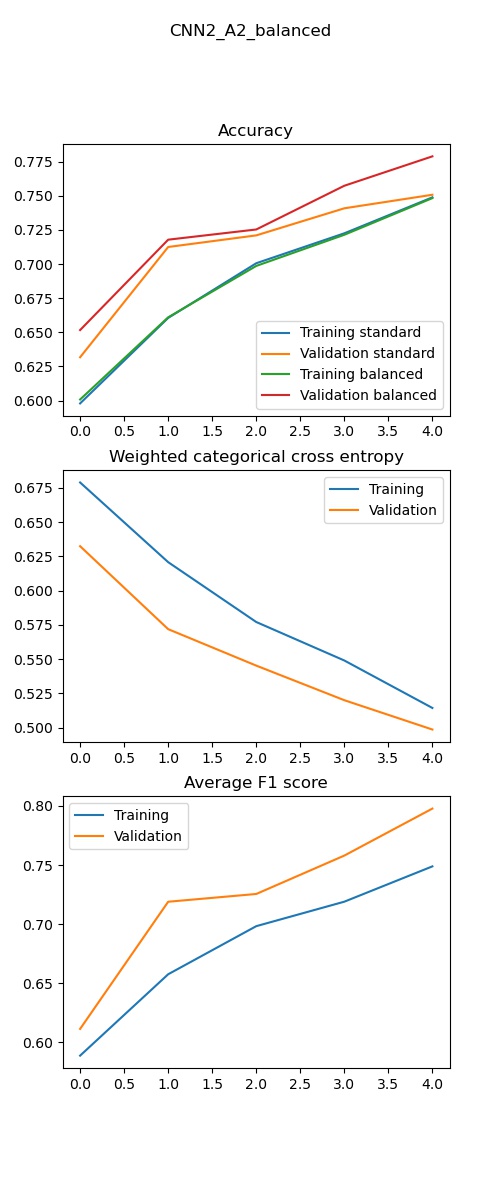 CNN2_A2_balanced
Accuracy
0.775
0.750
0.725
0.700
0.675
0.650
0.625
0.600
Training standard
Validation standard
Training balanced
Validation balanced
0.0 0.5 1.0 1.5 2.0 2.5 3.0 3.5 4.0
Weighted categorical cross entropy
0.675
0.650
0.625
0.600
0.575
0.550
0.525
0.500
Training
Validation
0.0 0.5 1.0 1.5 2.0 2.5 3.0 3.5 4.0
Average F1 score
0.80
0.75
0.70
0.65
0.60
Training
Validation
0.0 0.5 1.0 1.5 2.0 2.5 3.0 3.5 4.0